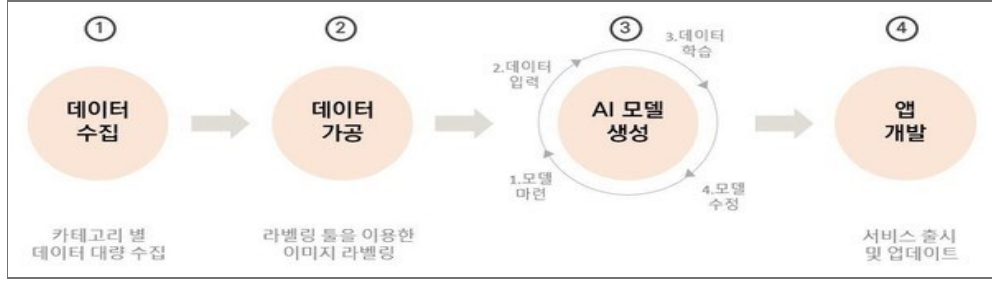 ①
데이터
수집
카테고리 별
데이터 대량 수집
②
데이터
가공
라벨링 툴을 이용한
이미지 라벨링
③
AI 모델
생성
1.모델
마련
2.데이터
입력
3.데이터
학습
4.모델
수정
④
앱
개발
서비스 출시
및 업데이트